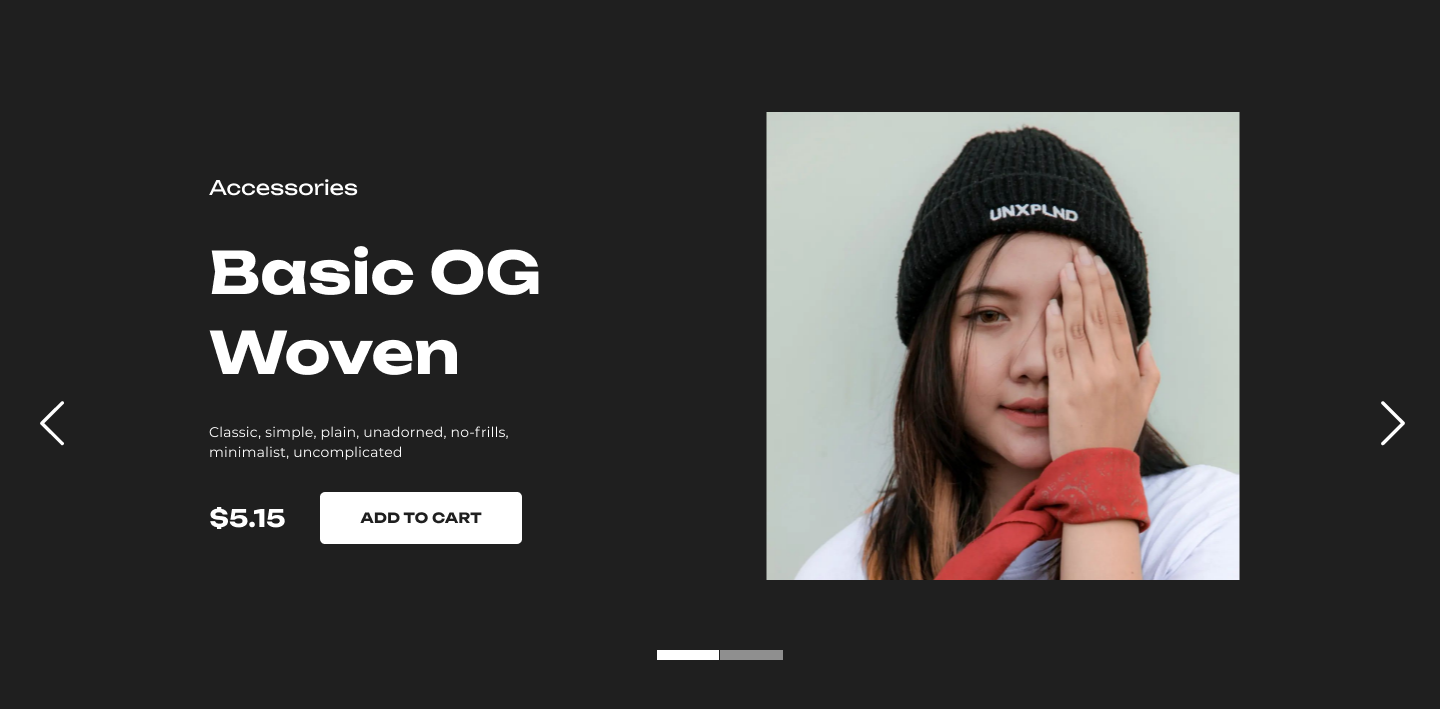 Accessories
Basic OG
Woven
Classic, simple, plain, unadorned, no-frills,
minimalist, uncomplicated
$5.15
ADD TO CART
UNXPLND